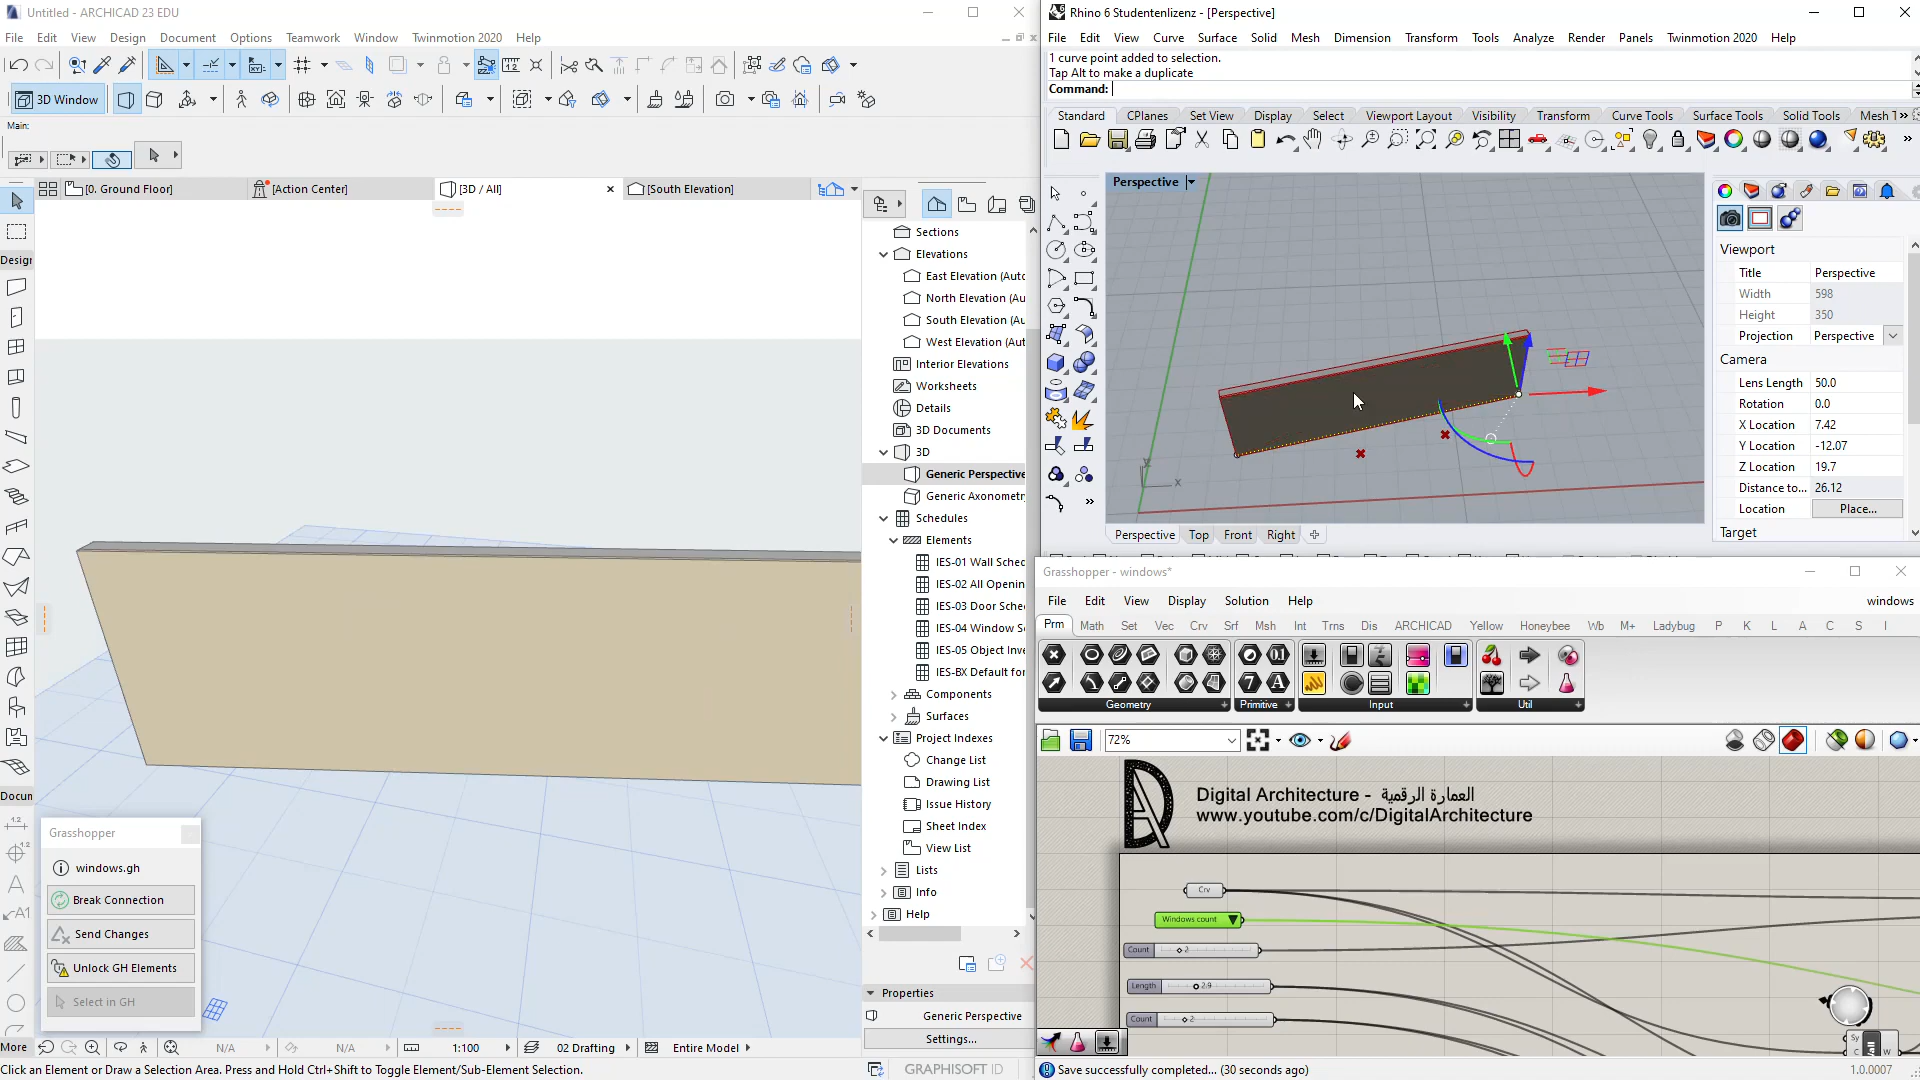 Untitled - ARCHICAD 23 EDU
File Edit View Design Document Options Teamwork Window Twinmotion 2020 Help
3D Window
Main:
[0. Ground Floor]
[Action Center]
[3D / All]
[South Elevation]
Design
Sections
Elevations
East Elevation (Auto
North Elevation (Au
South Elevation (Au
West Elevation (Aut
Interior Elevations
Worksheets
Details
3D Documents
3D
Generic Perspective
Generic Axonometr
Schedules
Elements
IES-01 Wall Sched
IES-02 All Openin
IES-03 Door Sche
IES-04 Window S
IES-05 Object Inve
IES-BX Default for
Components
Surfaces
Project Indexes
Change List
Drawing List
Issue History
Sheet Index
View List
Lists
Info
Help
Properties
Generic Perspective
Settings...
GRAPHISOFT ID
Docum
More
Grasshopper
windows.gh
Break Connection
Send Changes
Unlock GH Elements
Select in GH
N/A
N/A
1:100
02 Drafting
Entire Model
Click an Element or Draw a Selection Area. Press and Hold Ctrl+Shift to Toggle Element/Sub-Element Selection.
Rhino 6 Studentenlizenz - [Perspective]
File Edit View Curve Surface Solid Mesh Dimension Transform Tools Analyze Render Panels Twinmotion 2020 Help
1 curve point added to selection.
Tap Alt to make a duplicate
Command:
Standard CPlanes Set View Display Select Viewport Layout Visibility Transform Curve Tools Surface Tools Solid Tools Mesh T
Perspective
x
Perspective Top Front Right
Viewport
Title Perspective
Width 598
Height 350
Projection Perspective
Camera
Lens Length 50.0
Rotation 0.0
X Location 7.42
Y Location -12.07
Z Location 19.7
Distance to... 26.12
Location Place...
Target
Grasshopper - windows*
File Edit View Display Solution Help
windows
Prm Math Set Vec Crv Srf Msh Int Trns Dis ARCHICAD Yellow Honeybee Wb M+ Ladybug P K L A C S I
Geometry
Primitive
Input
Util
72%
Digital Architecture - العمارة الرقمية
www.youtube.com/c/DigitalArchitecture
Crv
Windows count
Count 2
Length 2.9
Count 2
Sy
C
W
Save successfully completed... (30 seconds ago)
1.0.0007